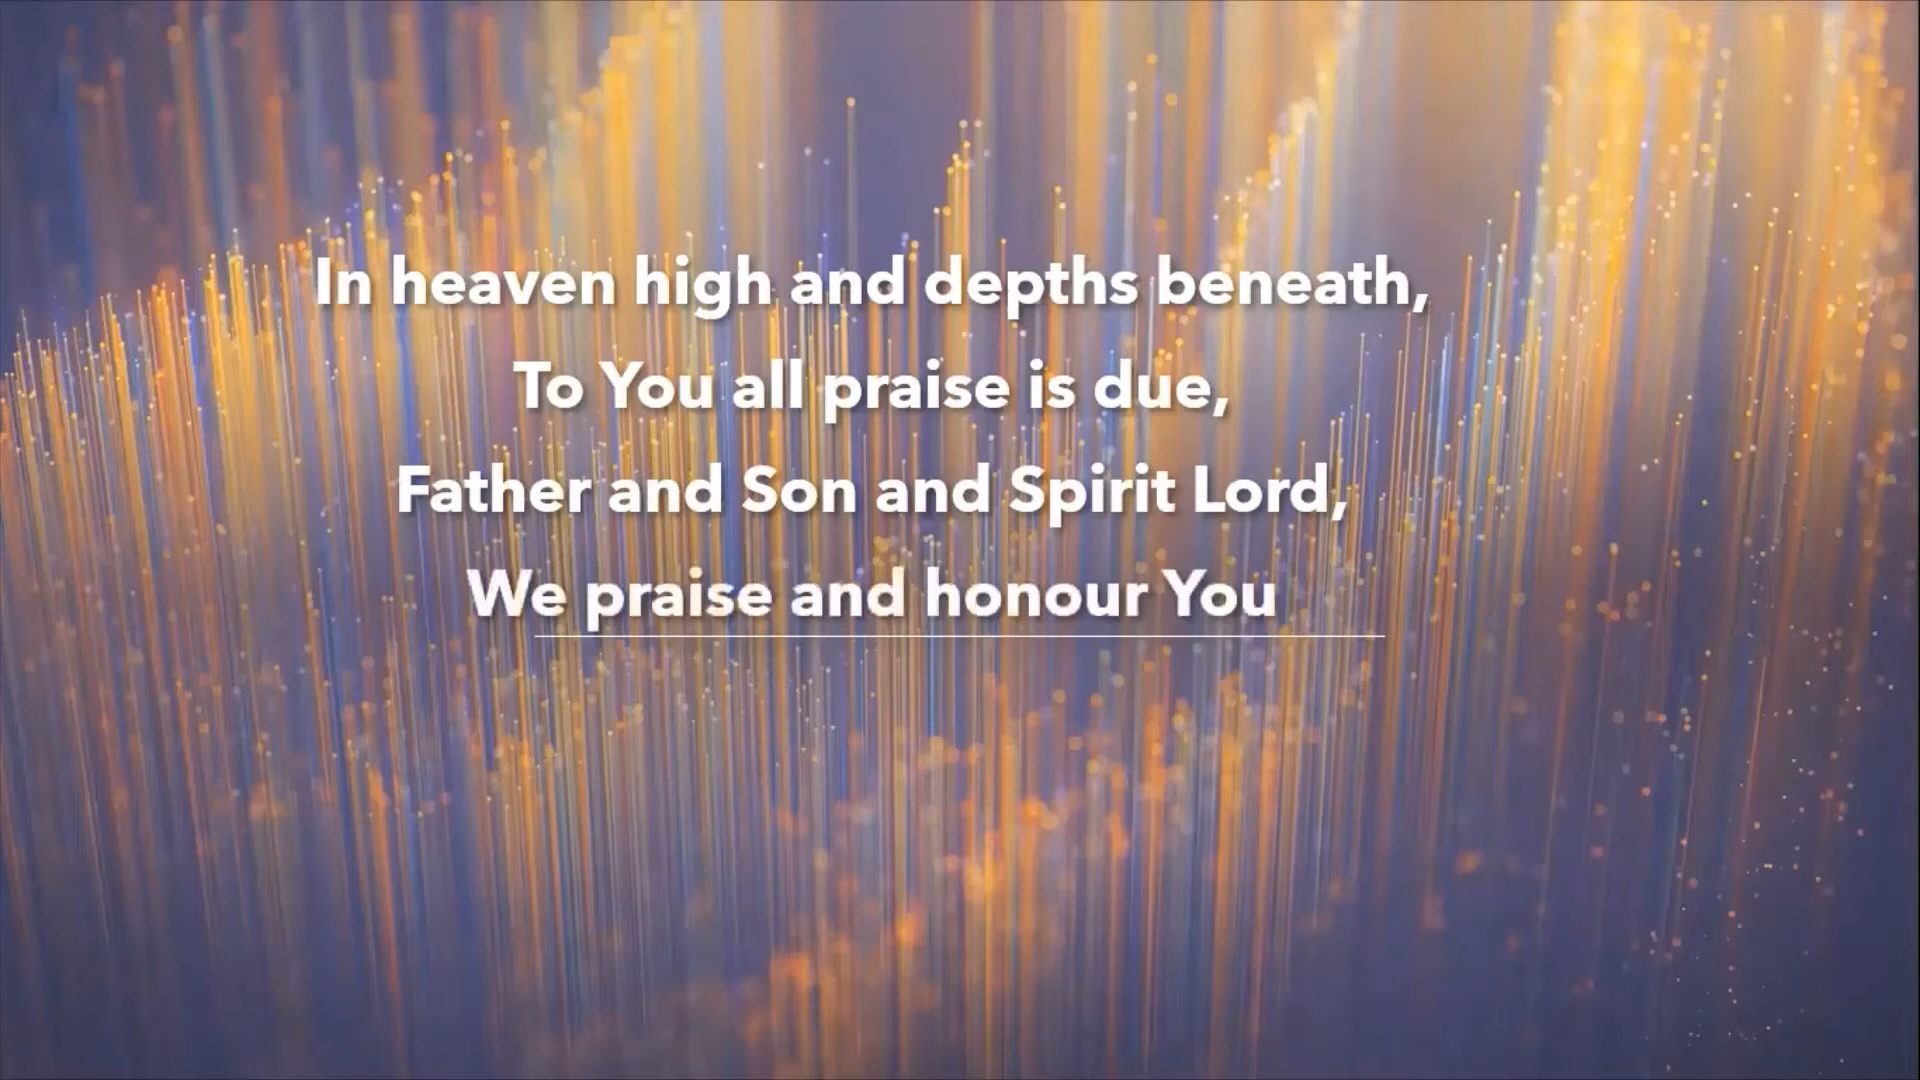 In heaven high and depths beneath,
To You all praise is due,
Father and Son and Spirit Lord,
We praise and honour You